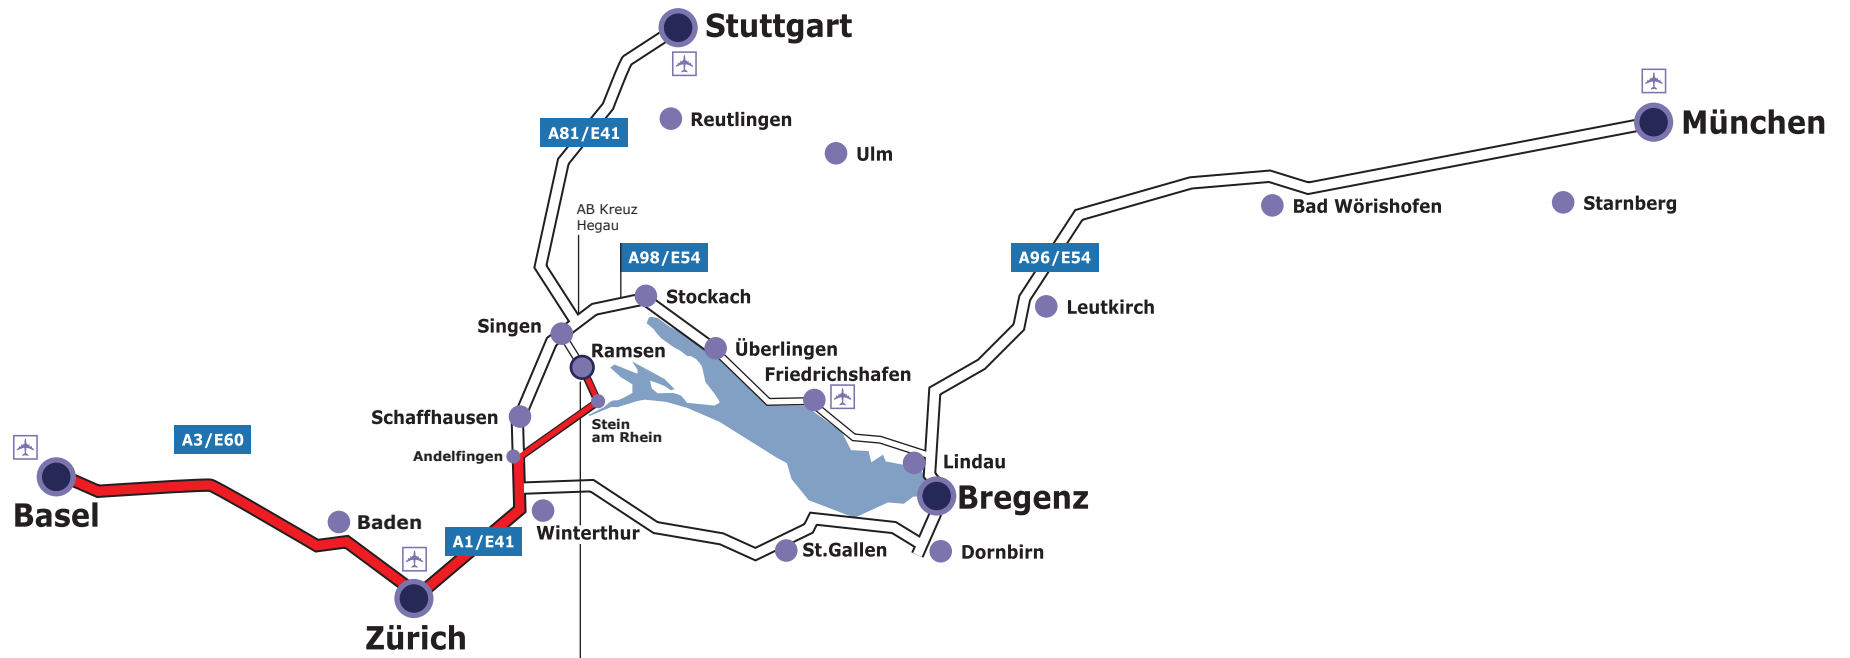 Stuttgart
Reutlingen
München
A81/E41
Ulm
Bad Wörishofen
Starnberg
AB Kreuz
Hegau
A98/E54
A96/E54
Stockach
Leutkirch
Singen
Ramsen
Überlingen
Friedrichshafen
Schaffhausen
Stein
am Rhein
A3/E60
Andelfingen
Lindau
Bregenz
Basel
Baden
Winterthur
A1/E41
St.Gallen
Dornbirn
Zürich